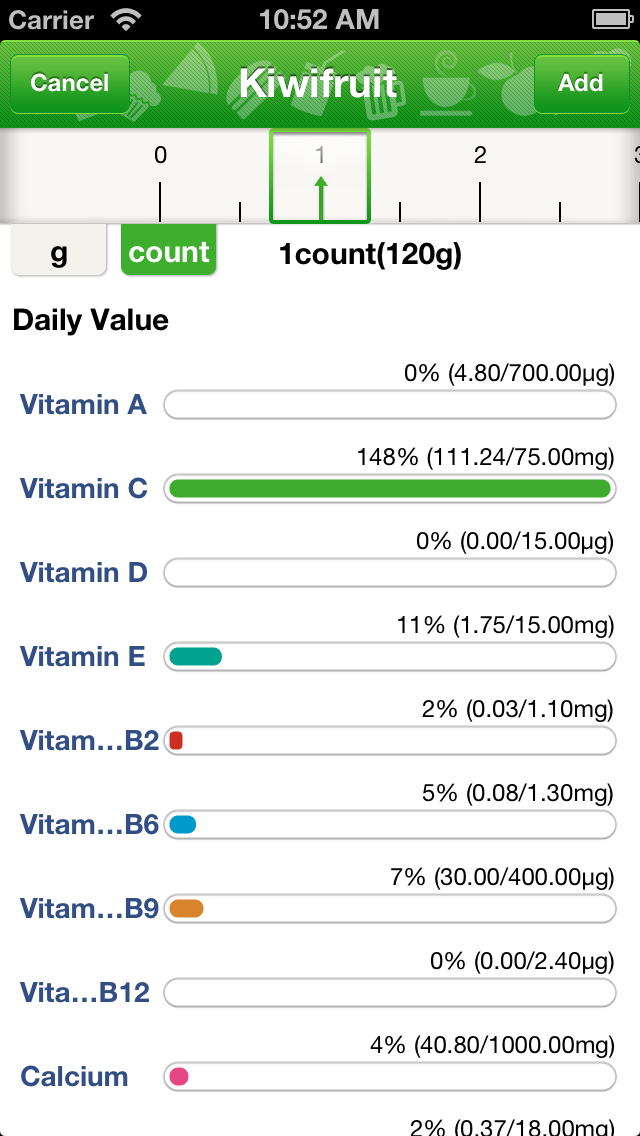 Carrier 10:52 AM
Cancel Kiwifruit Add
0 1 2 3
g count 1count(120g)
Daily Value
0% (4.80/700.00µg)
Vitamin A
148% (111.24/75.00mg)
Vitamin C
0% (0.00/15.00µg)
Vitamin D
11% (1.75/15.00mg)
Vitamin E
2% (0.03/1.10mg)
Vitam...B2
5% (0.08/1.30mg)
Vitam...B6
7% (30.00/400.00µg)
Vitam...B9
0% (0.00/2.40µg)
Vita...B12
4% (40.80/1000.00mg)
Calcium
2% (0.37/18.00mg)